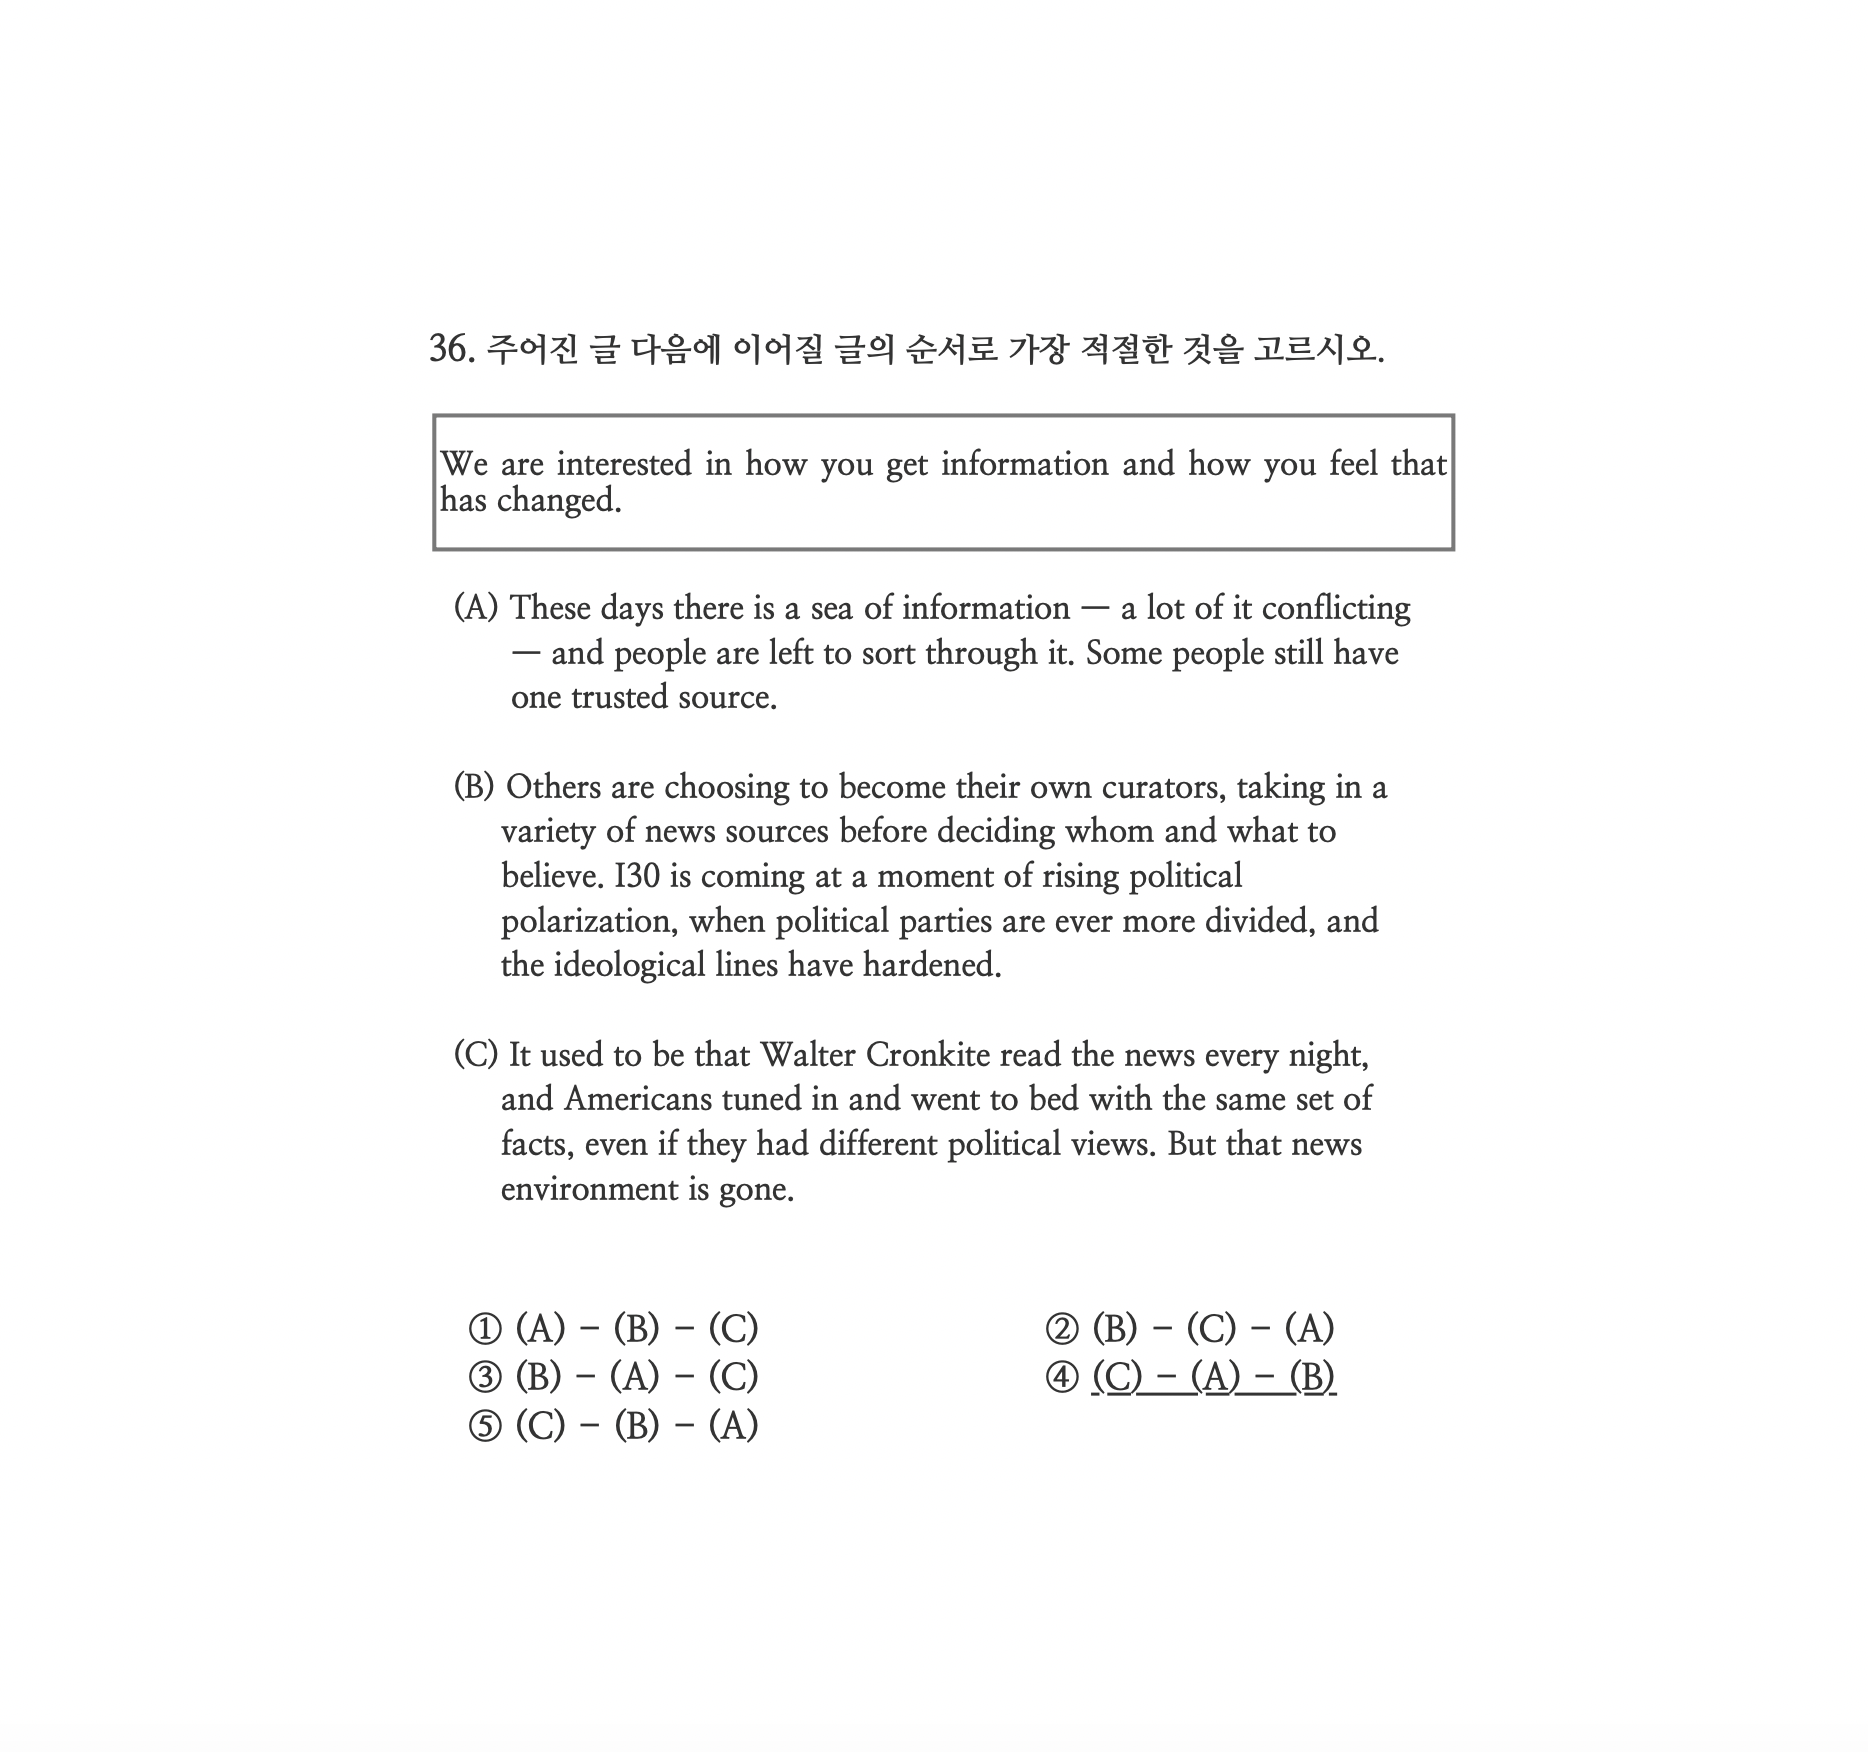 36. 주어진 글 다음에 이어질 글의 순서로 가장 적절한 것을 고르시오.
We are interested in how you get information and how you feel that
has changed.
(A) These days there is a sea of information — a lot of it conflicting
— and people are left to sort through it. Some people still have
one trusted source.
(B) Others are choosing to become their own curators, taking in a
variety of news sources before deciding whom and what to
believe. I30 is coming at a moment of rising political
polarization, when political parties are ever more divided, and
the ideological lines have hardened.
(C) It used to be that Walter Cronkite read the news every night,
and Americans tuned in and went to bed with the same set of
facts, even if they had different political views. But that news
environment is gone.
① (A) - (B) - (C) ② (B) - (C) - (A)
③ (B) - (A) - (C) ④ (C) - (A) - (B)
⑤ (C) - (B) - (A)